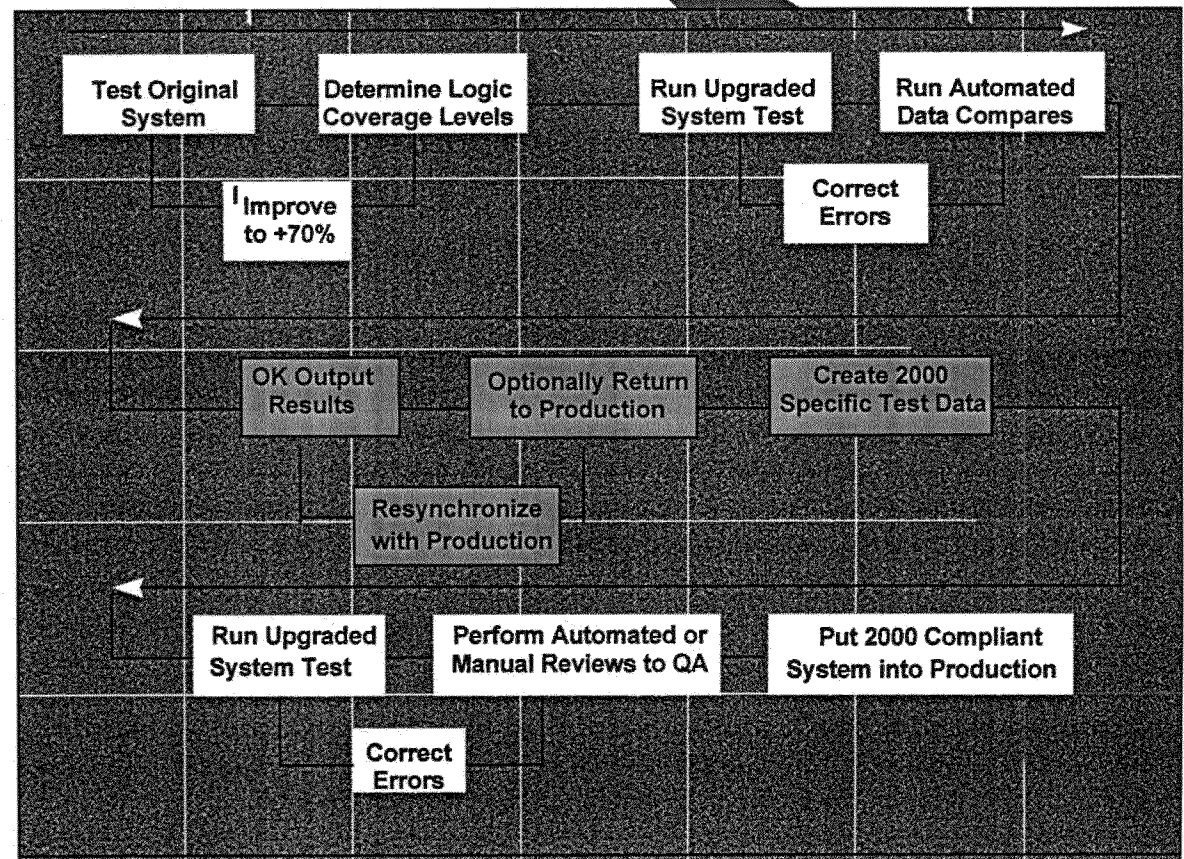 Test Original
System
Determine Logic
Coverage Levels
Run Upgraded
System Test
Run Automated
Data Compares
Improve
to +70%
Correct
Errors
OK Output
Results
Optionally Return
to Production
Create 2000
Specific Test Data
Resynchronize
with Production
Run Upgraded
System Test
Perform Automated or
Manual Reviews to QA
Put 2000 Compliant
System into Production
Correct
Errors